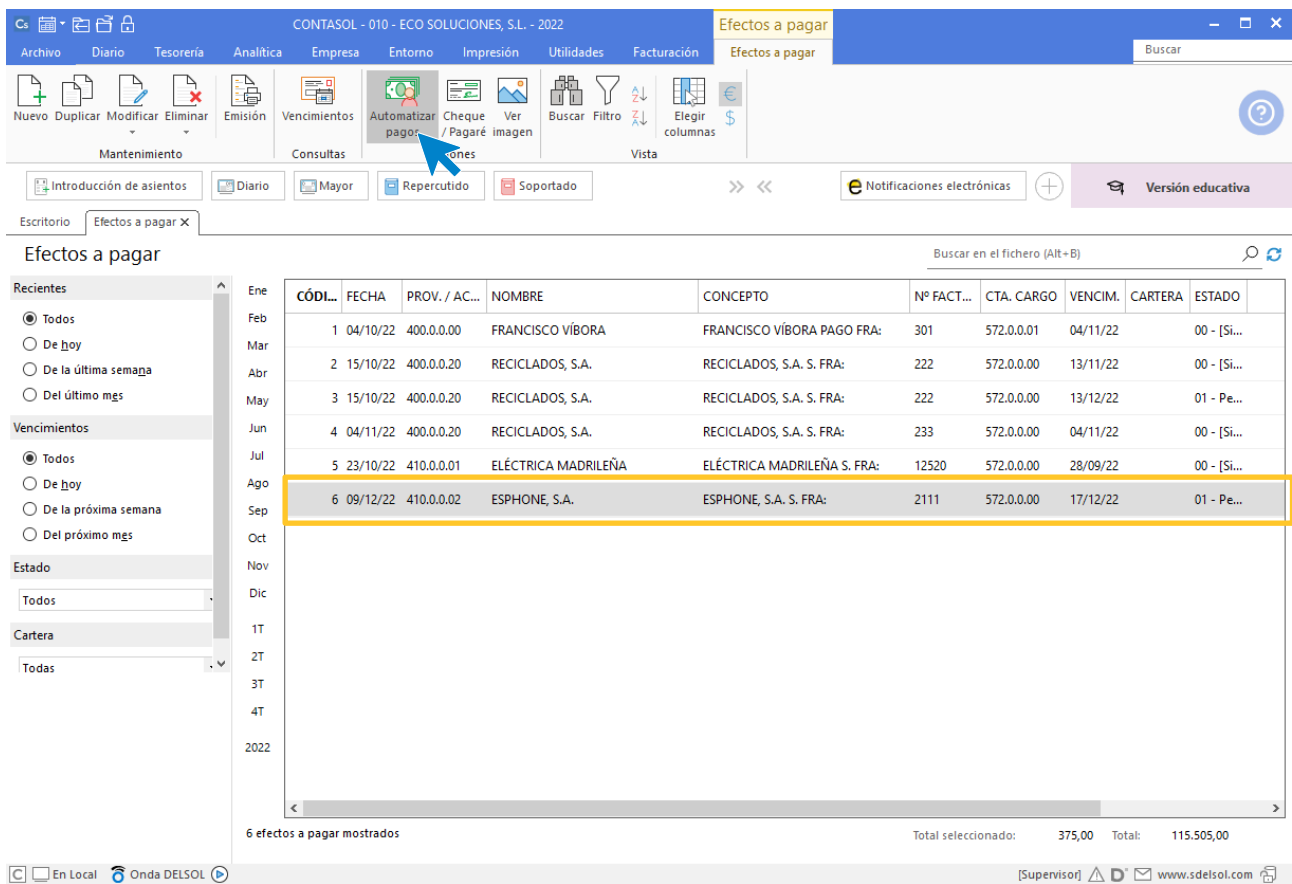 Cs CONTASOL - 010 - ECO SOLUCIONES, S.L. - 2022 Efectos a pagar
Archivo Diario Tesorería Analítica Empresa Entorno Impresión Utilidades Facturación Efectos a pagar Buscar
Nuevo Duplicar Modificar Eliminar Emisión Vencimientos Automatizar pagos Cheque / Pagaré Ver imagen Buscar Filtro Elegir columnas
Mantenimiento Consultas Vista
Introducción de asientos Diario Mayor Repercutido Soportado Notificaciones electrónicas Versión educativa
Escritorio Efectos a pagar
Efectos a pagar Buscar en el fichero (Alt+B)
Recientes
Todos
De hoy
De la última semana
Del último mes
Vencimientos
Todos
De hoy
De la próxima semana
Del próximo mes
Estado
Todos
Cartera
Todas
Ene
Feb
Mar
Abr
May
Jun
Jul
Ago
Sep
Oct
Nov
Dic
1T
2T
3T
4T
2022
CÓDI... FECHA PROV. / AC... NOMBRE CONCEPTO Nº FACT... CTA. CARGO VENCIM. CARTERA ESTADO
1 04/10/22 400.0.0.00 FRANCISCO VÍBORA FRANCISCO VÍBORA PAGO FRA: 301 572.0.0.01 04/11/22 00 - [Si...
2 15/10/22 400.0.0.20 RECICLADOS, S.A. RECICLADOS, S.A. S. FRA: 222 572.0.0.00 13/11/22 00 - [Si...
3 15/10/22 400.0.0.20 RECICLADOS, S.A. RECICLADOS, S.A. S. FRA: 222 572.0.0.00 13/12/22 01 - Pe...
4 04/11/22 400.0.0.20 RECICLADOS, S.A. RECICLADOS, S.A. S. FRA: 233 572.0.0.00 04/11/22 00 - [Si...
5 23/10/22 410.0.0.01 ELÉCTRICA MADRILEÑA ELÉCTRICA MADRILEÑA S. FRA: 12520 572.0.0.00 28/09/22 00 - [Si...
6 09/12/22 410.0.0.02 ESPHONE, S.A. ESPHONE, S.A. S. FRA: 2111 572.0.0.00 17/12/22 01 - Pe...
6 efectos a pagar mostrados Total seleccionado: 375,00 Total: 115.505,00
C En Local Onda DELSOL [Supervisor] D www.sdelsol.com